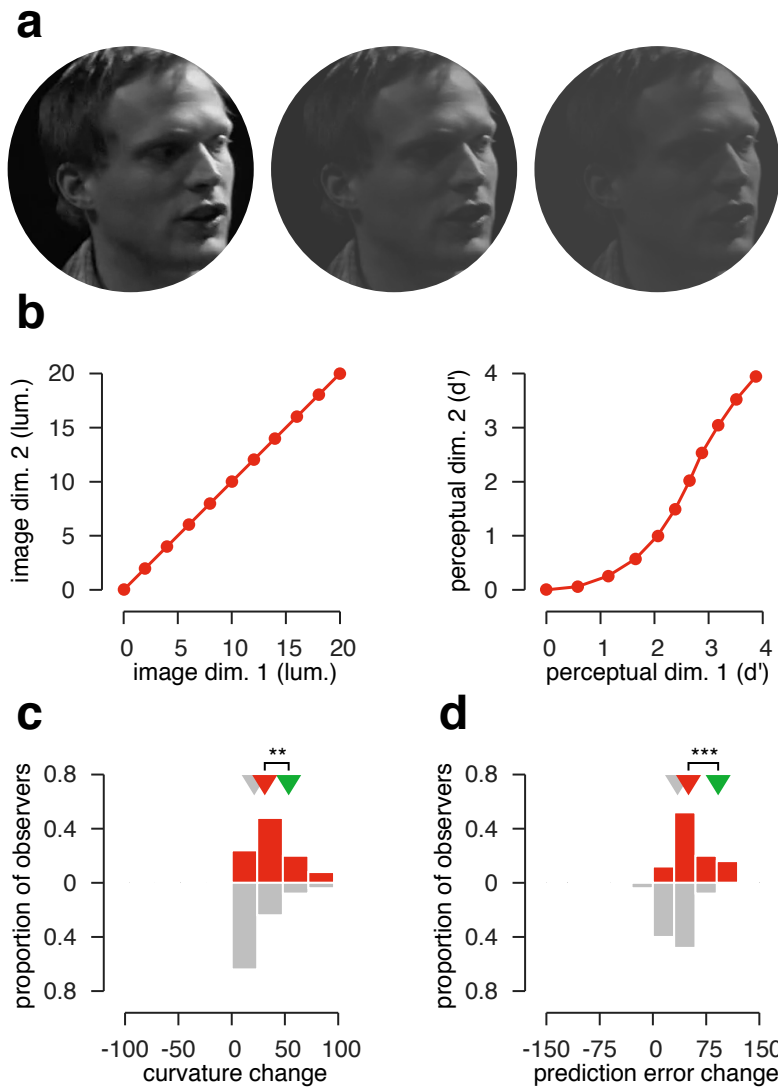 a
b
20
15
10
5
0
image dim. 2 (lum.)
0 5 10 15 20
image dim. 1 (lum.)
4
3
2
1
0
perceptual dim. 2 (d')
0 1 2 3 4
perceptual dim. 1 (d')
c
**
0.8
0.4
0
0.4
0.8
proportion of observers
-100 -50 0 50 100
curvature change
d
***
0.8
0.4
0
0.4
0.8
proportion of observers
-150 -75 0 75 150
prediction error change